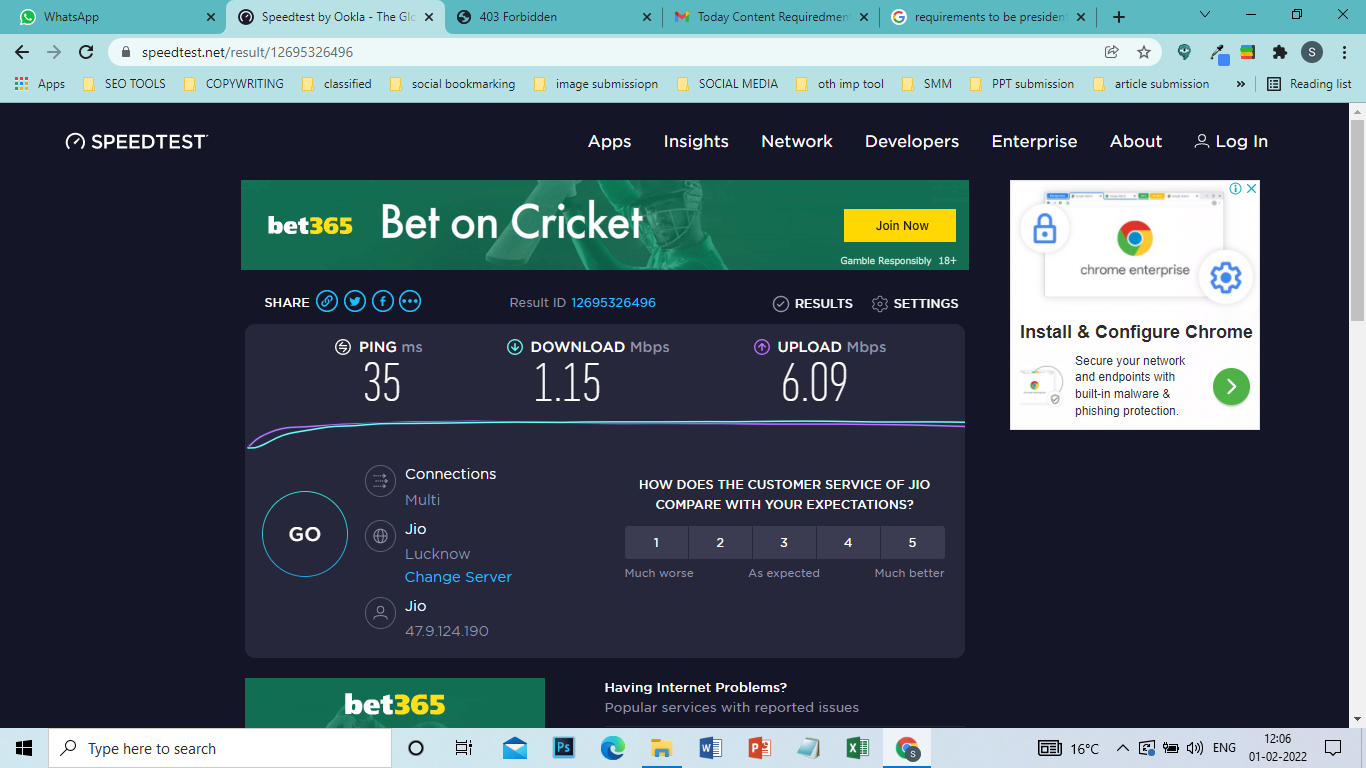 WhatsApp
Speedtest by Ookla - The Glo
403 Forbidden
Today Content Requiredment
requirements to be president
speedtest.net/result/12695326496
S
Apps
SEO TOOLS
COPYWRITING
classified
social bookmarking
image submissiopn
SOCIAL MEDIA
oth imp tool
SMM
PPT submission
article submission
Reading list
SPEEDTEST
Apps
Insights
Network
Developers
Enterprise
About
Log In
bet365
Bet on Cricket
Join Now
Gamble Responsibly 18+
chrome enterprise
Install & Configure Chrome
Secure your network
and endpoints with
built-in malware &
phishing protection.
SHARE
Result ID 12695326496
RESULTS
SETTINGS
PING ms
35
DOWNLOAD Mbps
1.15
UPLOAD Mbps
6.09
GO
Connections
Multi
Jio
Lucknow
Change Server
Jio
47.9.124.190
HOW DOES THE CUSTOMER SERVICE OF JIO
COMPARE WITH YOUR EXPECTATIONS?
1 2 3 4 5
Much worse
As expected
Much better
bet365
Having Internet Problems?
Popular services with reported issues
Type here to search
Ps
16°C
ENG
12:06
01-02-2022